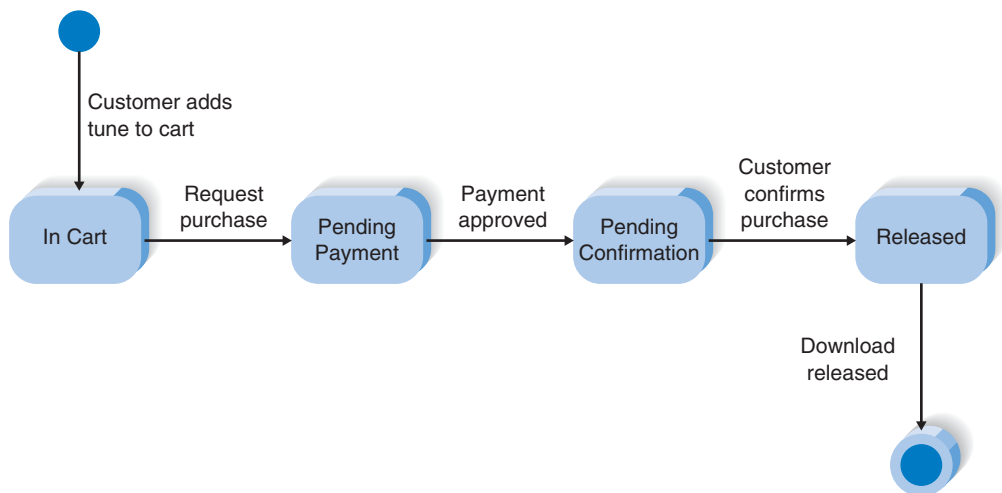 Customer adds
tune to cart
In Cart
Request
purchase
Pending
Payment
Payment
approved
Pending
Confirmation
Customer
confirms
purchase
Released
Download
released